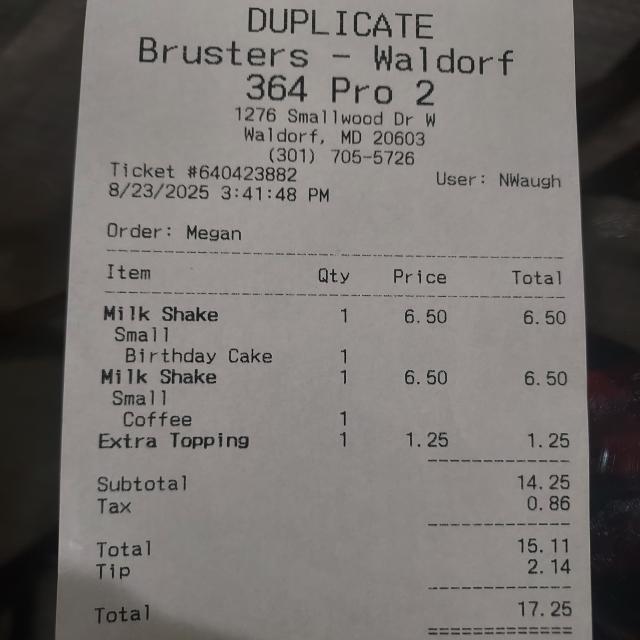 DUPLICATE
Brusters - Waldorf
364 Pro 2
1276 Smallwood Dr W
Waldorf, MD 20603
(301) 705-5726
Ticket #640423882 User: NWaugh
8/23/2025 3:41:48 PM
Order: Megan
Item Qty Price Total
Milk Shake 1 6.50 6.50
Small
Birthday Cake 1
Milk Shake 1 6.50 6.50
Small
Coffee 1
Extra Topping 1 1.25 1.25
Subtotal 14.25
Tax 0.86
Total 15.11
Tip 2.14
Total 17.25